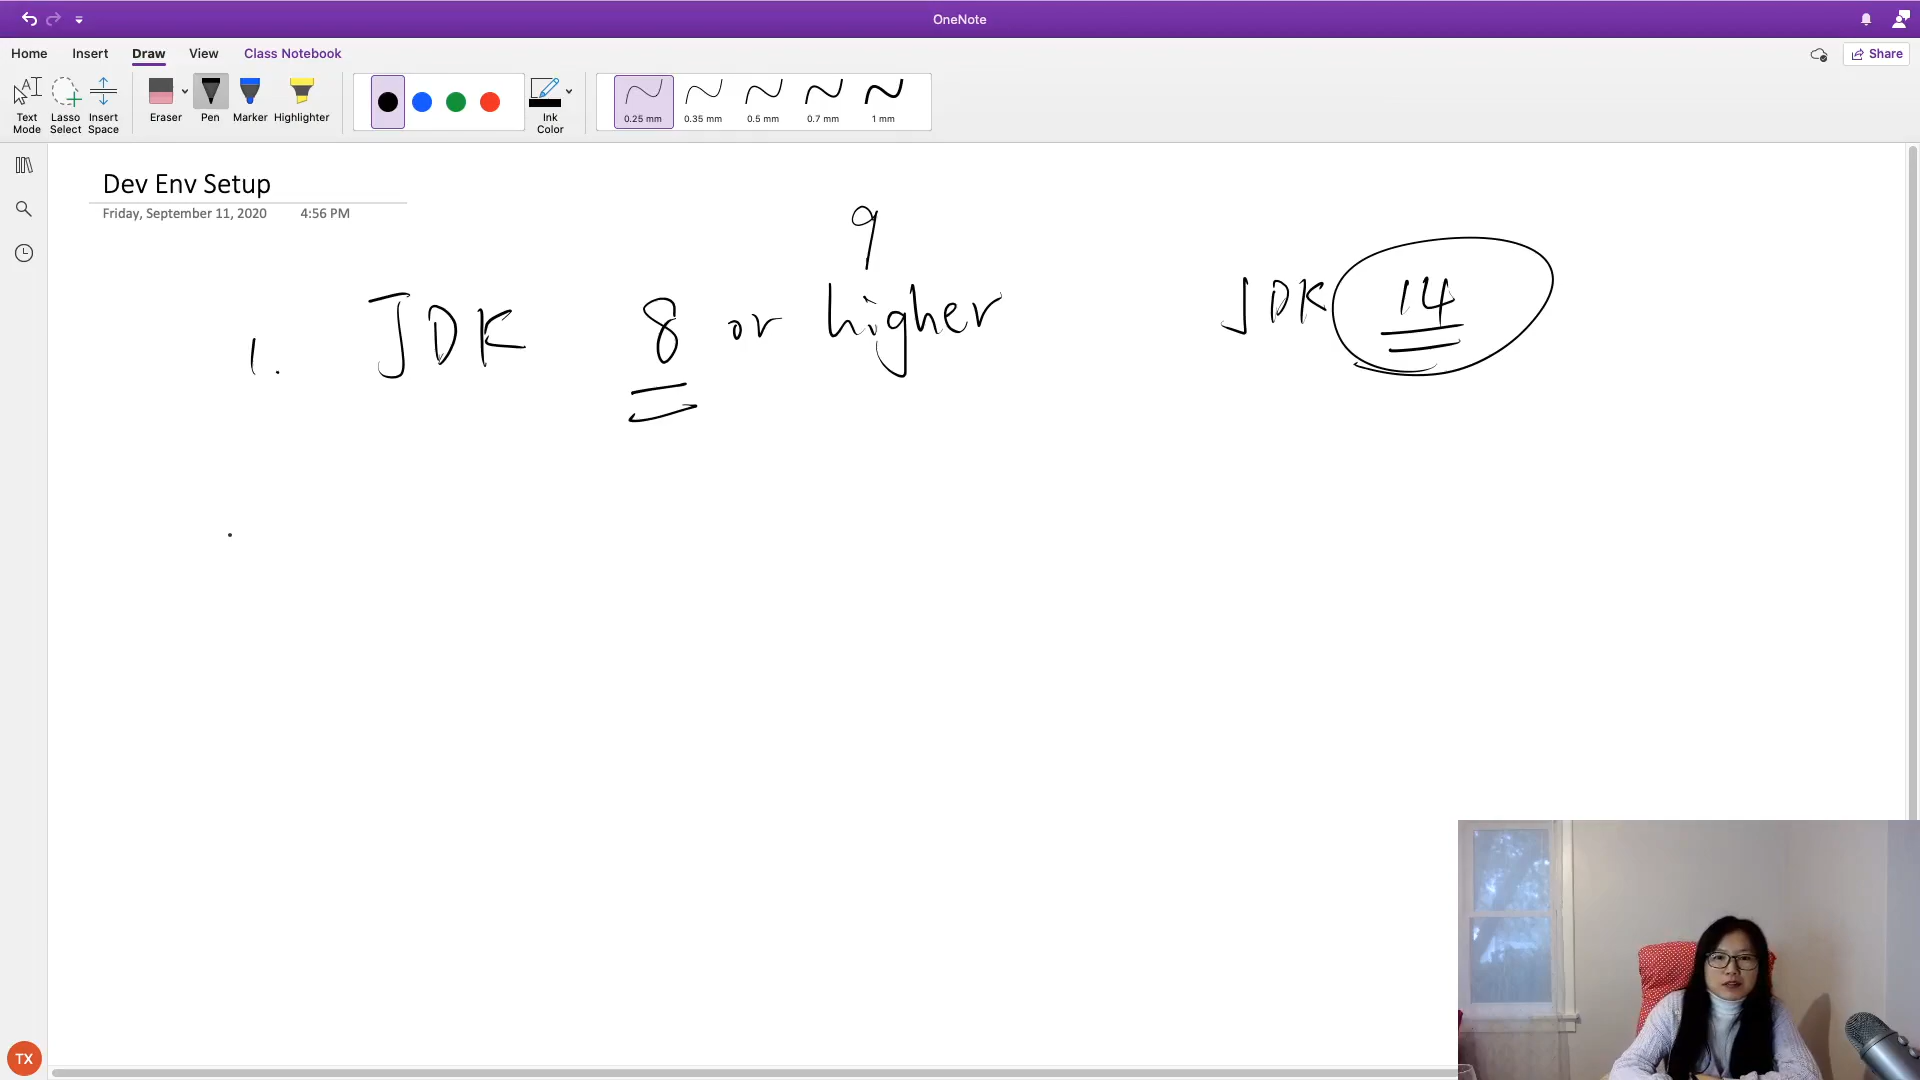 OneNote
Home Insert Draw View Class Notebook Share
Text Mode Lasso Select Insert Space Eraser Pen Marker Highlighter Ink Color 0.25 mm 0.35 mm 0.5 mm 0.7 mm 1 mm
Dev Env Setup
Friday, September 11, 2020 4:56 PM
9
1. JDK 8 or higher JDK 14
TX